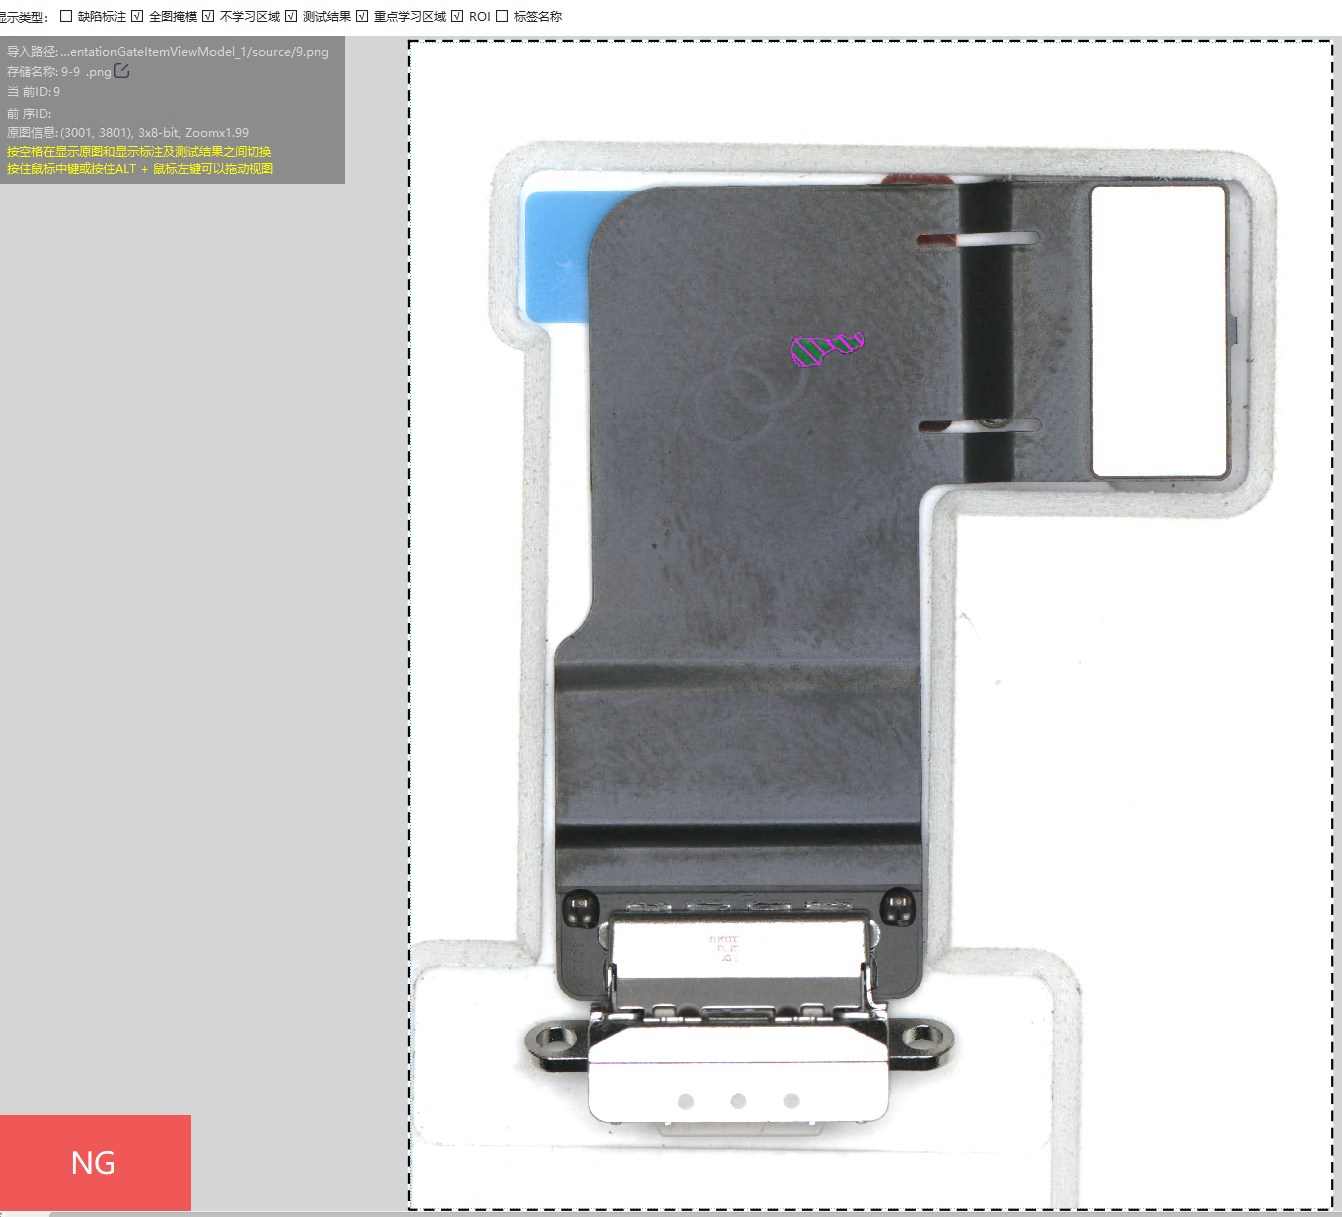 显示类型: 缺陷标注 全图掩模 不学习区域 测试结果 重点学习区域 ROI 标签名称
导入路径: ...entationGateItemViewModel_1/source/9.png
存储名称: 9-9 .png
当 前ID: 9
前 序ID:
原图信息: (3001, 3801), 3x8-bit, Zoomx1.99
按空格在显示原图和显示标注及测试结果之间切换
按住鼠标中键或按住ALT + 鼠标左键可以拖动视图
NG